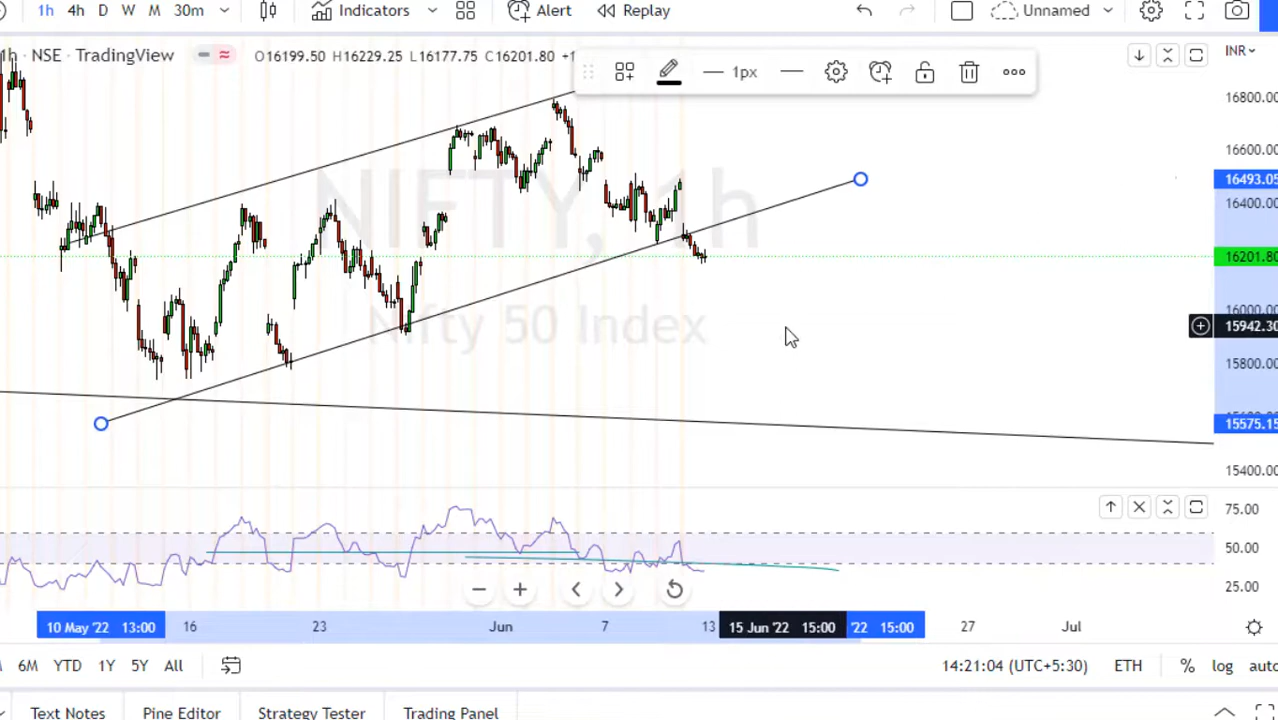 1h 4h D W M 30m Indicators Alert Replay Unnamed
1h · NSE · TradingView O16199.50 H16229.25 L16177.75 C16201.80 INR
1px
16800.00
16600.00
16493.05
16400.00
16201.80
16000.00
15942.30
15800.00
15575.15
15400.00
NIFTY, 1h
Nifty 50 Index
75.00
50.00
25.00
10 May '22 13:00 16 23 Jun 7 13 15 Jun '22 15:00 '22 15:00 27 Jul
6M YTD 1Y 5Y All 14:21:04 (UTC+5:30) ETH % log auto
Text Notes Pine Editor Strategy Tester Trading Panel